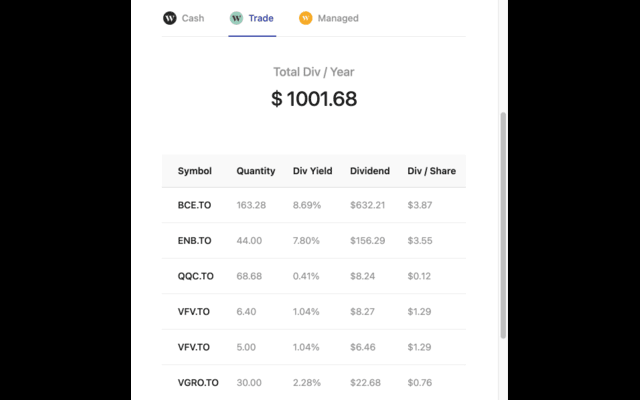 W Cash W Trade W Managed
Total Div / Year
$ 1001.68
Symbol Quantity Div Yield Dividend Div / Share
BCE.TO 163.28 8.69% $632.21 $3.87
ENB.TO 44.00 7.80% $156.29 $3.55
QQC.TO 68.68 0.41% $8.24 $0.12
VFV.TO 6.40 1.04% $8.27 $1.29
VFV.TO 5.00 1.04% $6.46 $1.29
VGRO.TO 30.00 2.28% $22.68 $0.76